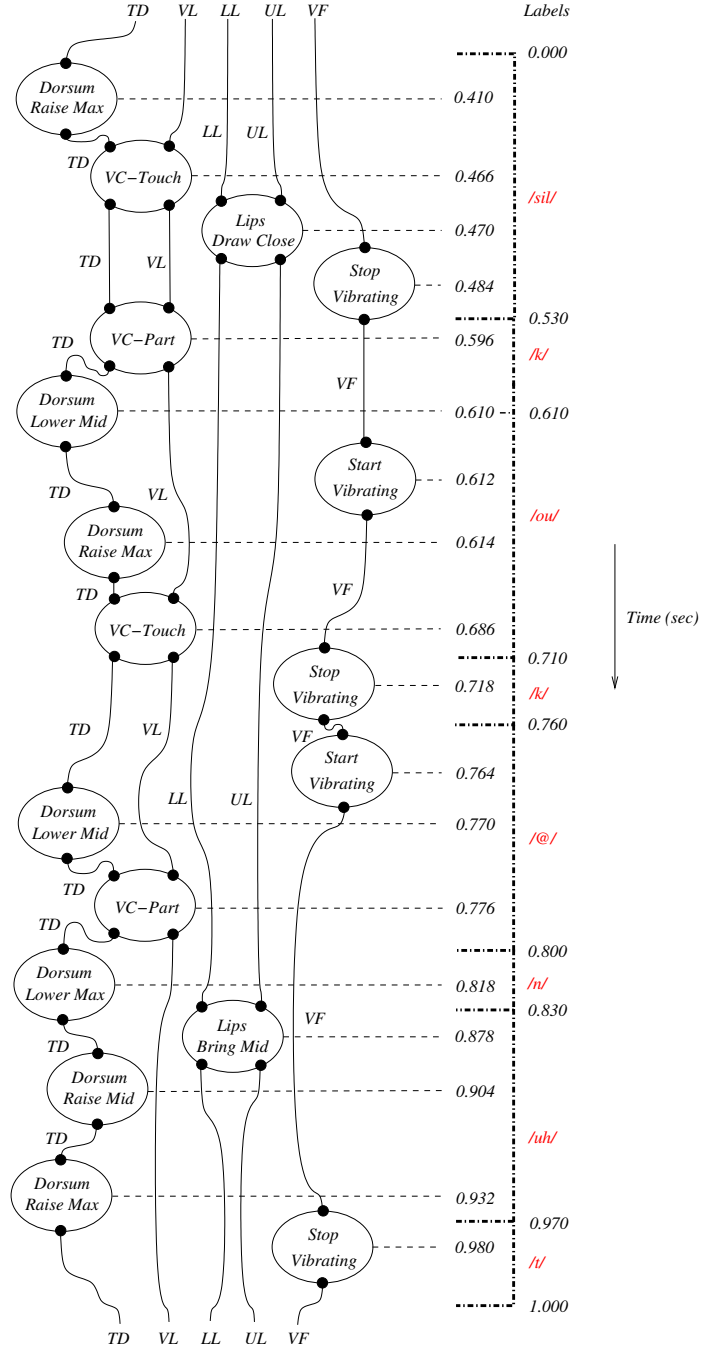 TD VL LL UL VF Labels
0.000
Dorsum
Raise Max
0.410
LL UL
TD
VC-Touch
0.466
/sil/
Lips
Draw Close
0.470
TD VL
Stop
Vibrating
0.484
0.530
VC-Part
0.596
TD
/k/
VF
Dorsum
Lower Mid
0.610 0.610
Start
Vibrating
0.612
TD VL
/ou/
Dorsum
Raise Max
0.614
VF
TD
Time (sec)
VC-Touch
0.686
0.710
Stop
Vibrating
0.718
/k/
0.760
TD VL
VF
Start
Vibrating
0.764
LL UL
Dorsum
Lower Mid
0.770
/@/
TD
VC-Part
0.776
TD
0.800
Dorsum
Lower Max
0.818
/n/
0.830
VF
Lips
Bring Mid
0.878
TD
Dorsum
Raise Mid
0.904
TD
/uh/
Dorsum
Raise Max
0.932
0.970
Stop
Vibrating
0.980
/t/
1.000
TD VL LL UL VF